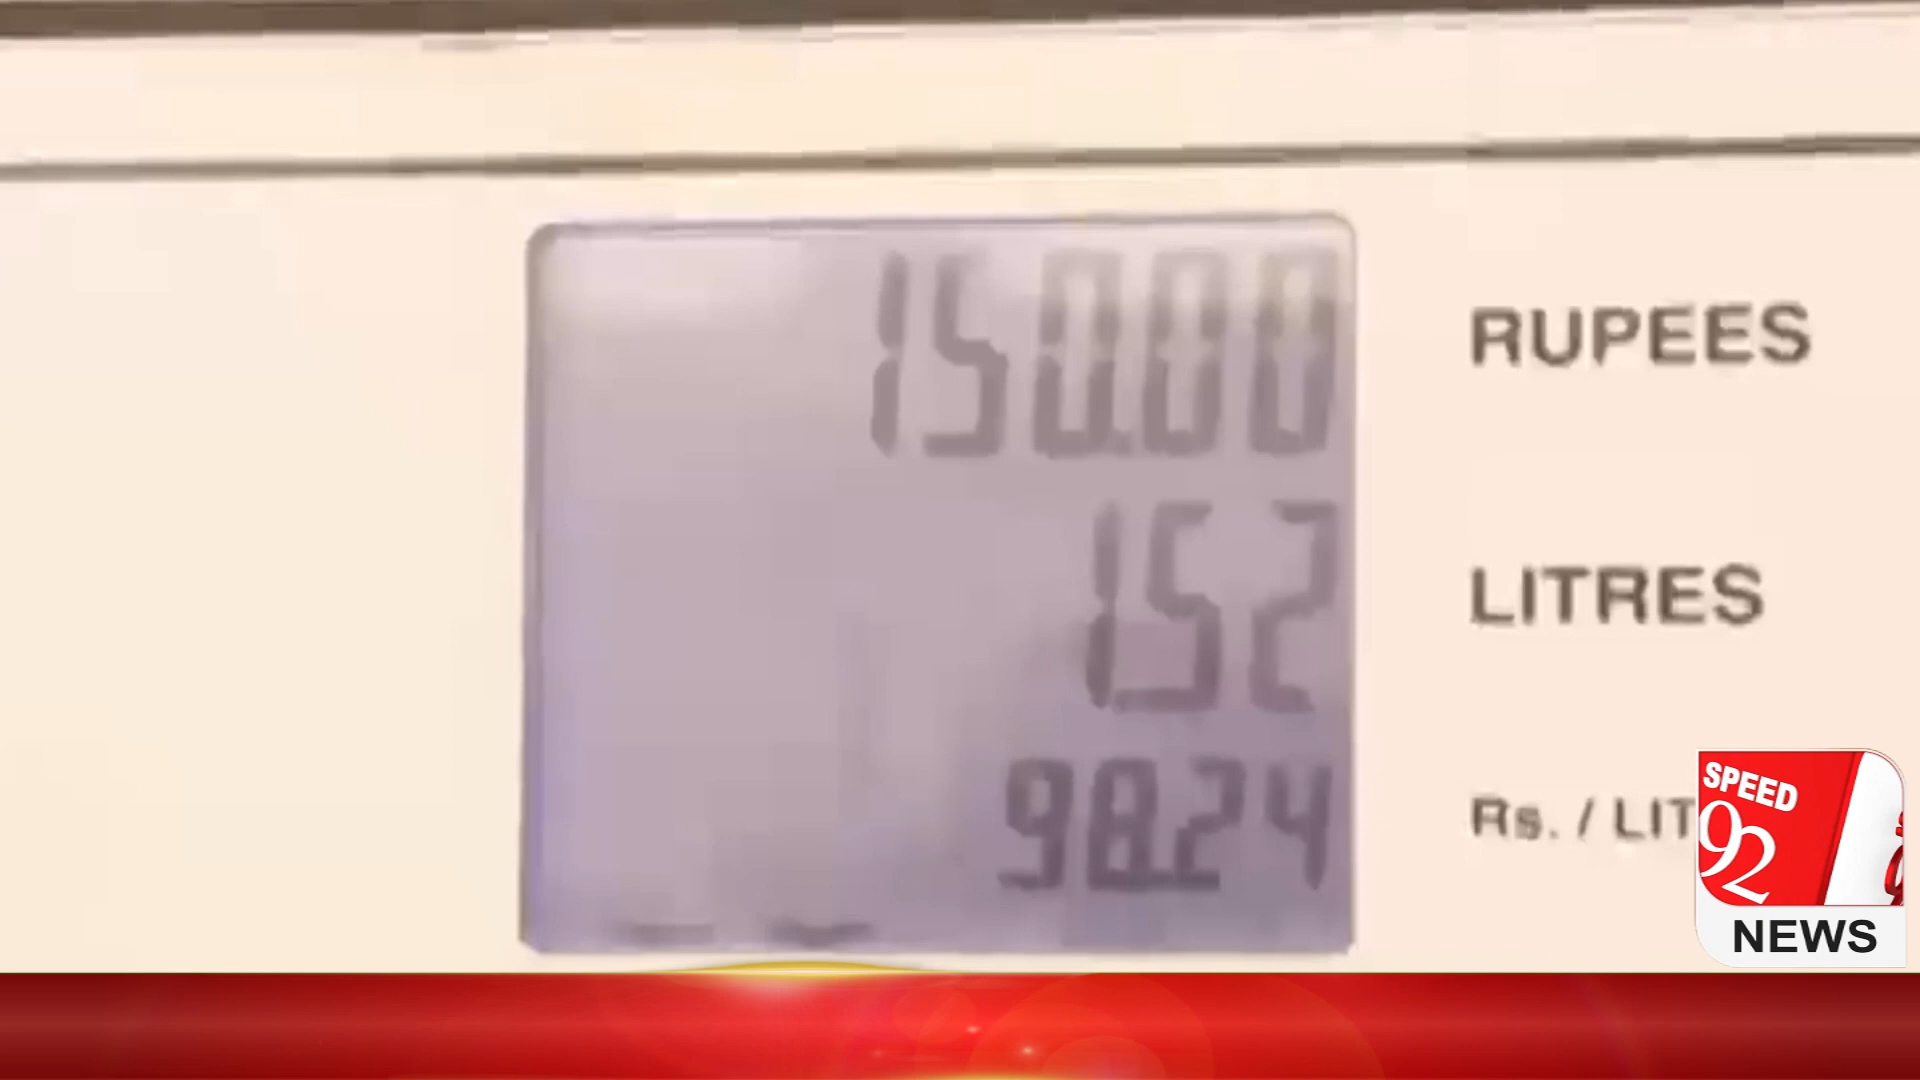 150.00 RUPEES
1.52 LITRES
98.24 Rs. / LIT
SPEED
92
NEWS